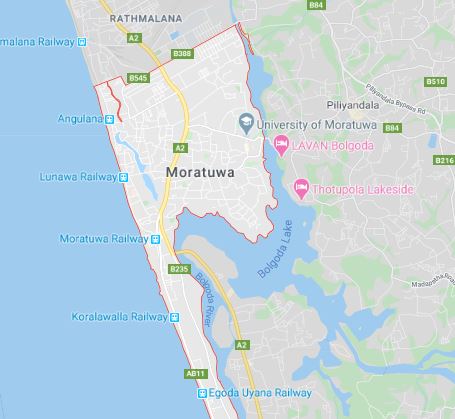 B84
RATHMALANA
A2
malana Railway
B388
B545
B510
Piliyandala
Piliyandala Bypass Rd
Angulana
University of Moratuwa
B84
A2
LAVAN Bolgoda
B216
Moratuwa
Lunawa Railway
Thotupola Lakeside
Moratuwa Railway
Bolgoda Lake
B235
Bolgoda River
Madapatha Road
Koralawalla Railway
A2
AB11
Egoda Uyana Railway